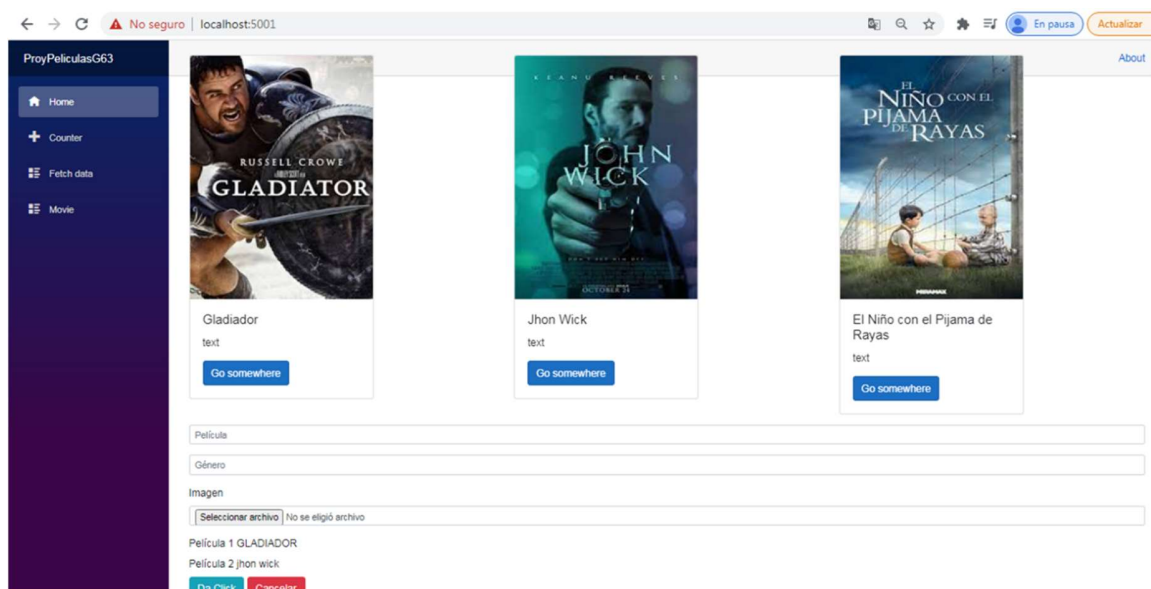 No seguro | localhost:5001
En pausa
Actualizar
ProyPeliculasG63
About
Home
Counter
Fetch data
Movie
RUSSELL CROWE
GLADIATOR
KEANU REEVES
JOHN
WICK
OCTOBER 24
EL
NIÑO CON EL
PIJAMA
DE RAYAS
MIRAMAX
Gladiador
text
Go somewhere
Jhon Wick
text
Go somewhere
El Niño con el Pijama de
Rayas
text
Go somewhere
Película
Género
Imagen
Seleccionar archivo No se eligió archivo
Película 1 GLADIADOR
Película 2 jhon wick
Da Click Cancelar